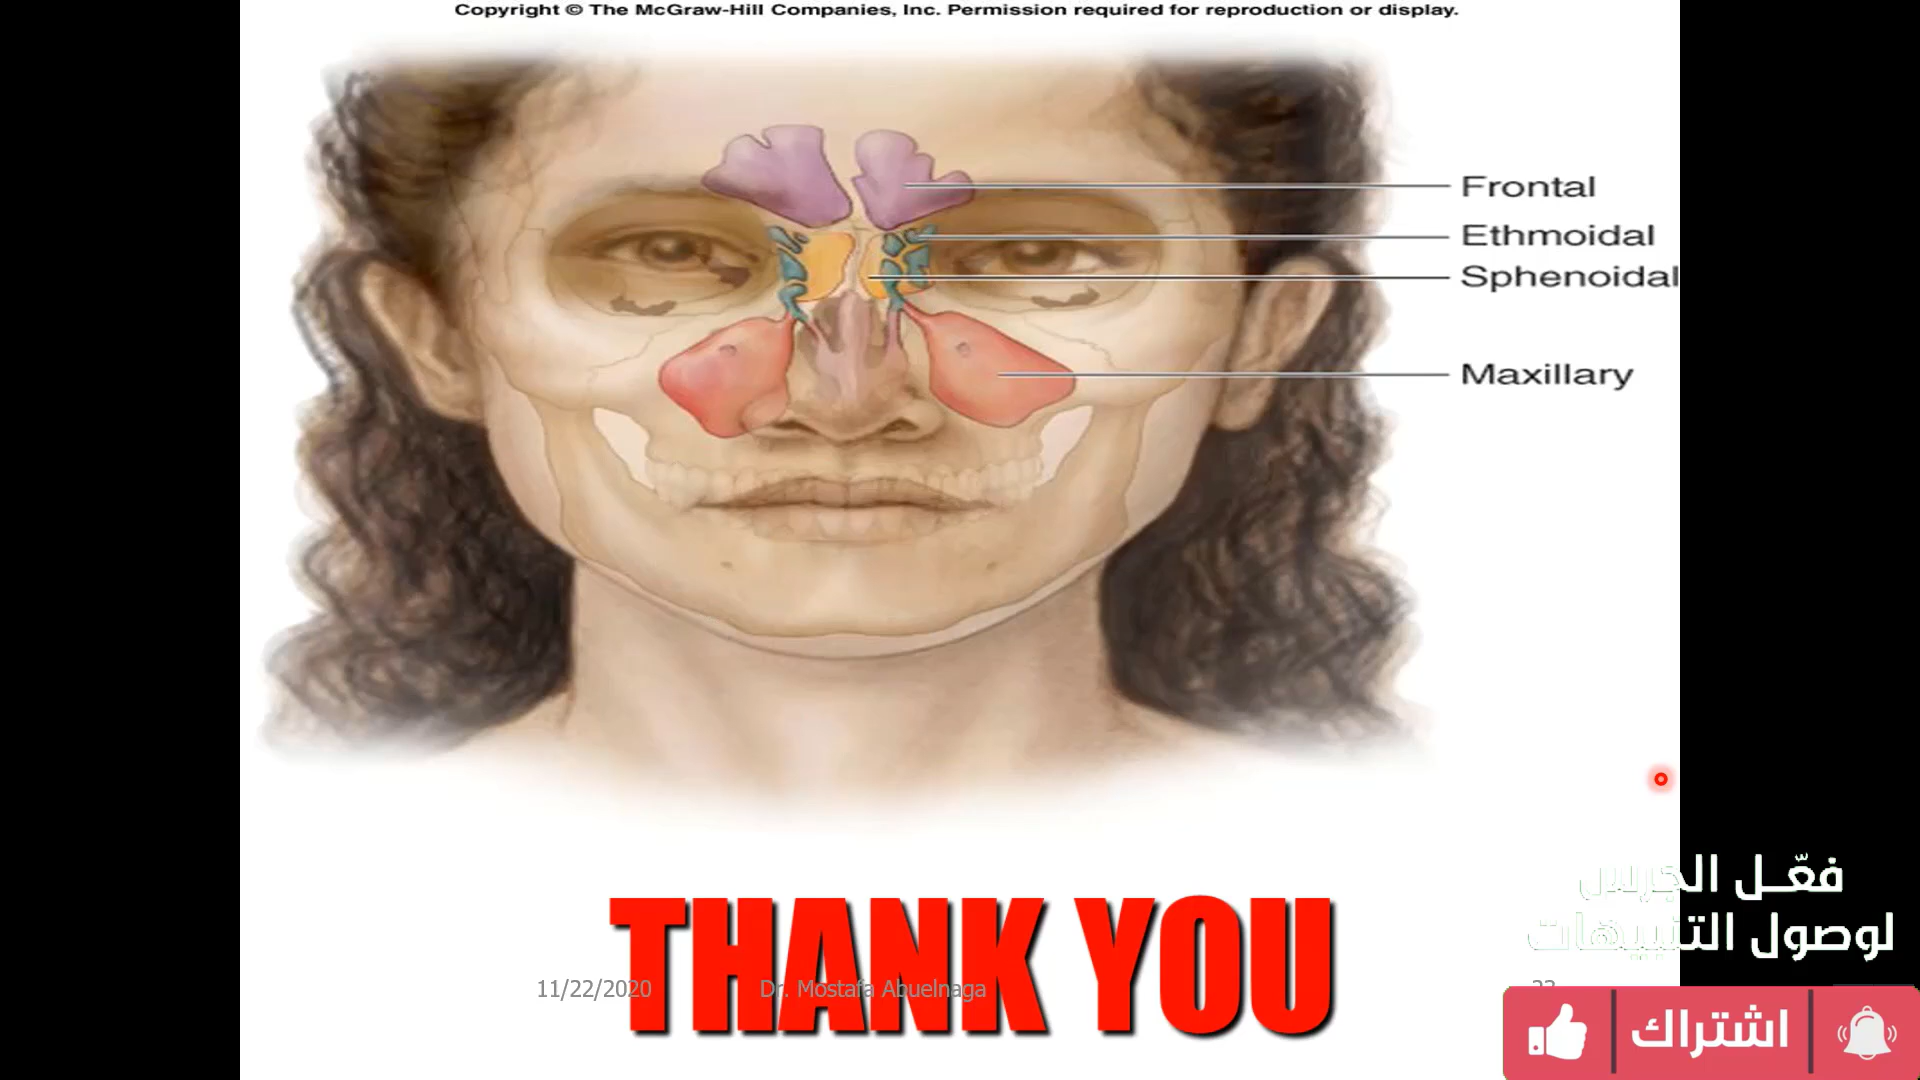 Copyright © The McGraw-Hill Companies, Inc. Permission required for reproduction or display.
Frontal
Ethmoidal
Sphenoidal
Maxillary
فعّـل الجرس
لوصول التنبيهات
THANK YOU
11/22/2020
Dr. Mostafa Abuelnaga
اشتراك